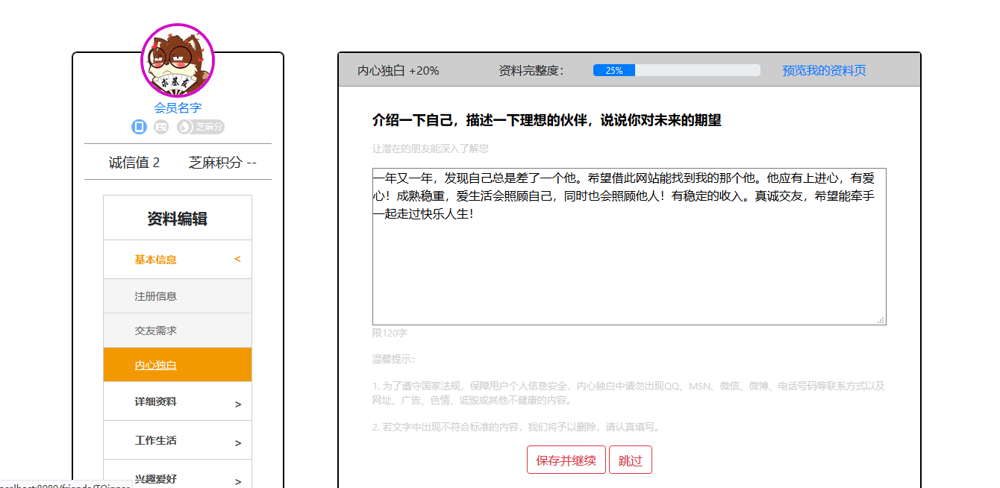 求基友
会员名字
芝麻分
诚信值 2 芝麻积分 --
资料编辑
基本信息 <
注册信息
交友需求
内心独白
详细资料 >
工作生活 >
兴趣爱好 >
内心独白 +20% 资料完整度： 25% 预览我的资料页
介绍一下自己，描述一下理想的伙伴，说说你对未来的期望
让潜在的朋友能深入了解您
一年又一年，发现自己总是差了一个他。希望借此网站能找到我的那个他。他应有上进心，有爱
心！成熟稳重，爱生活会照顾自己，同时也会照顾他人！有稳定的收入。真诚交友，希望能牵手
一起走过快乐人生！
限120字
温馨提示：
1. 为了遵守国家法规，保障用户个人信息安全，内心独白中请勿出现QQ、MSN、微信、微博、电话号码等联系方式以及
网址、广告、色情、诋毁或其他不健康的内容。
2. 若文字中出现不符合标准的内容，我们将予以删除，请认真填写。
保存并继续 跳过